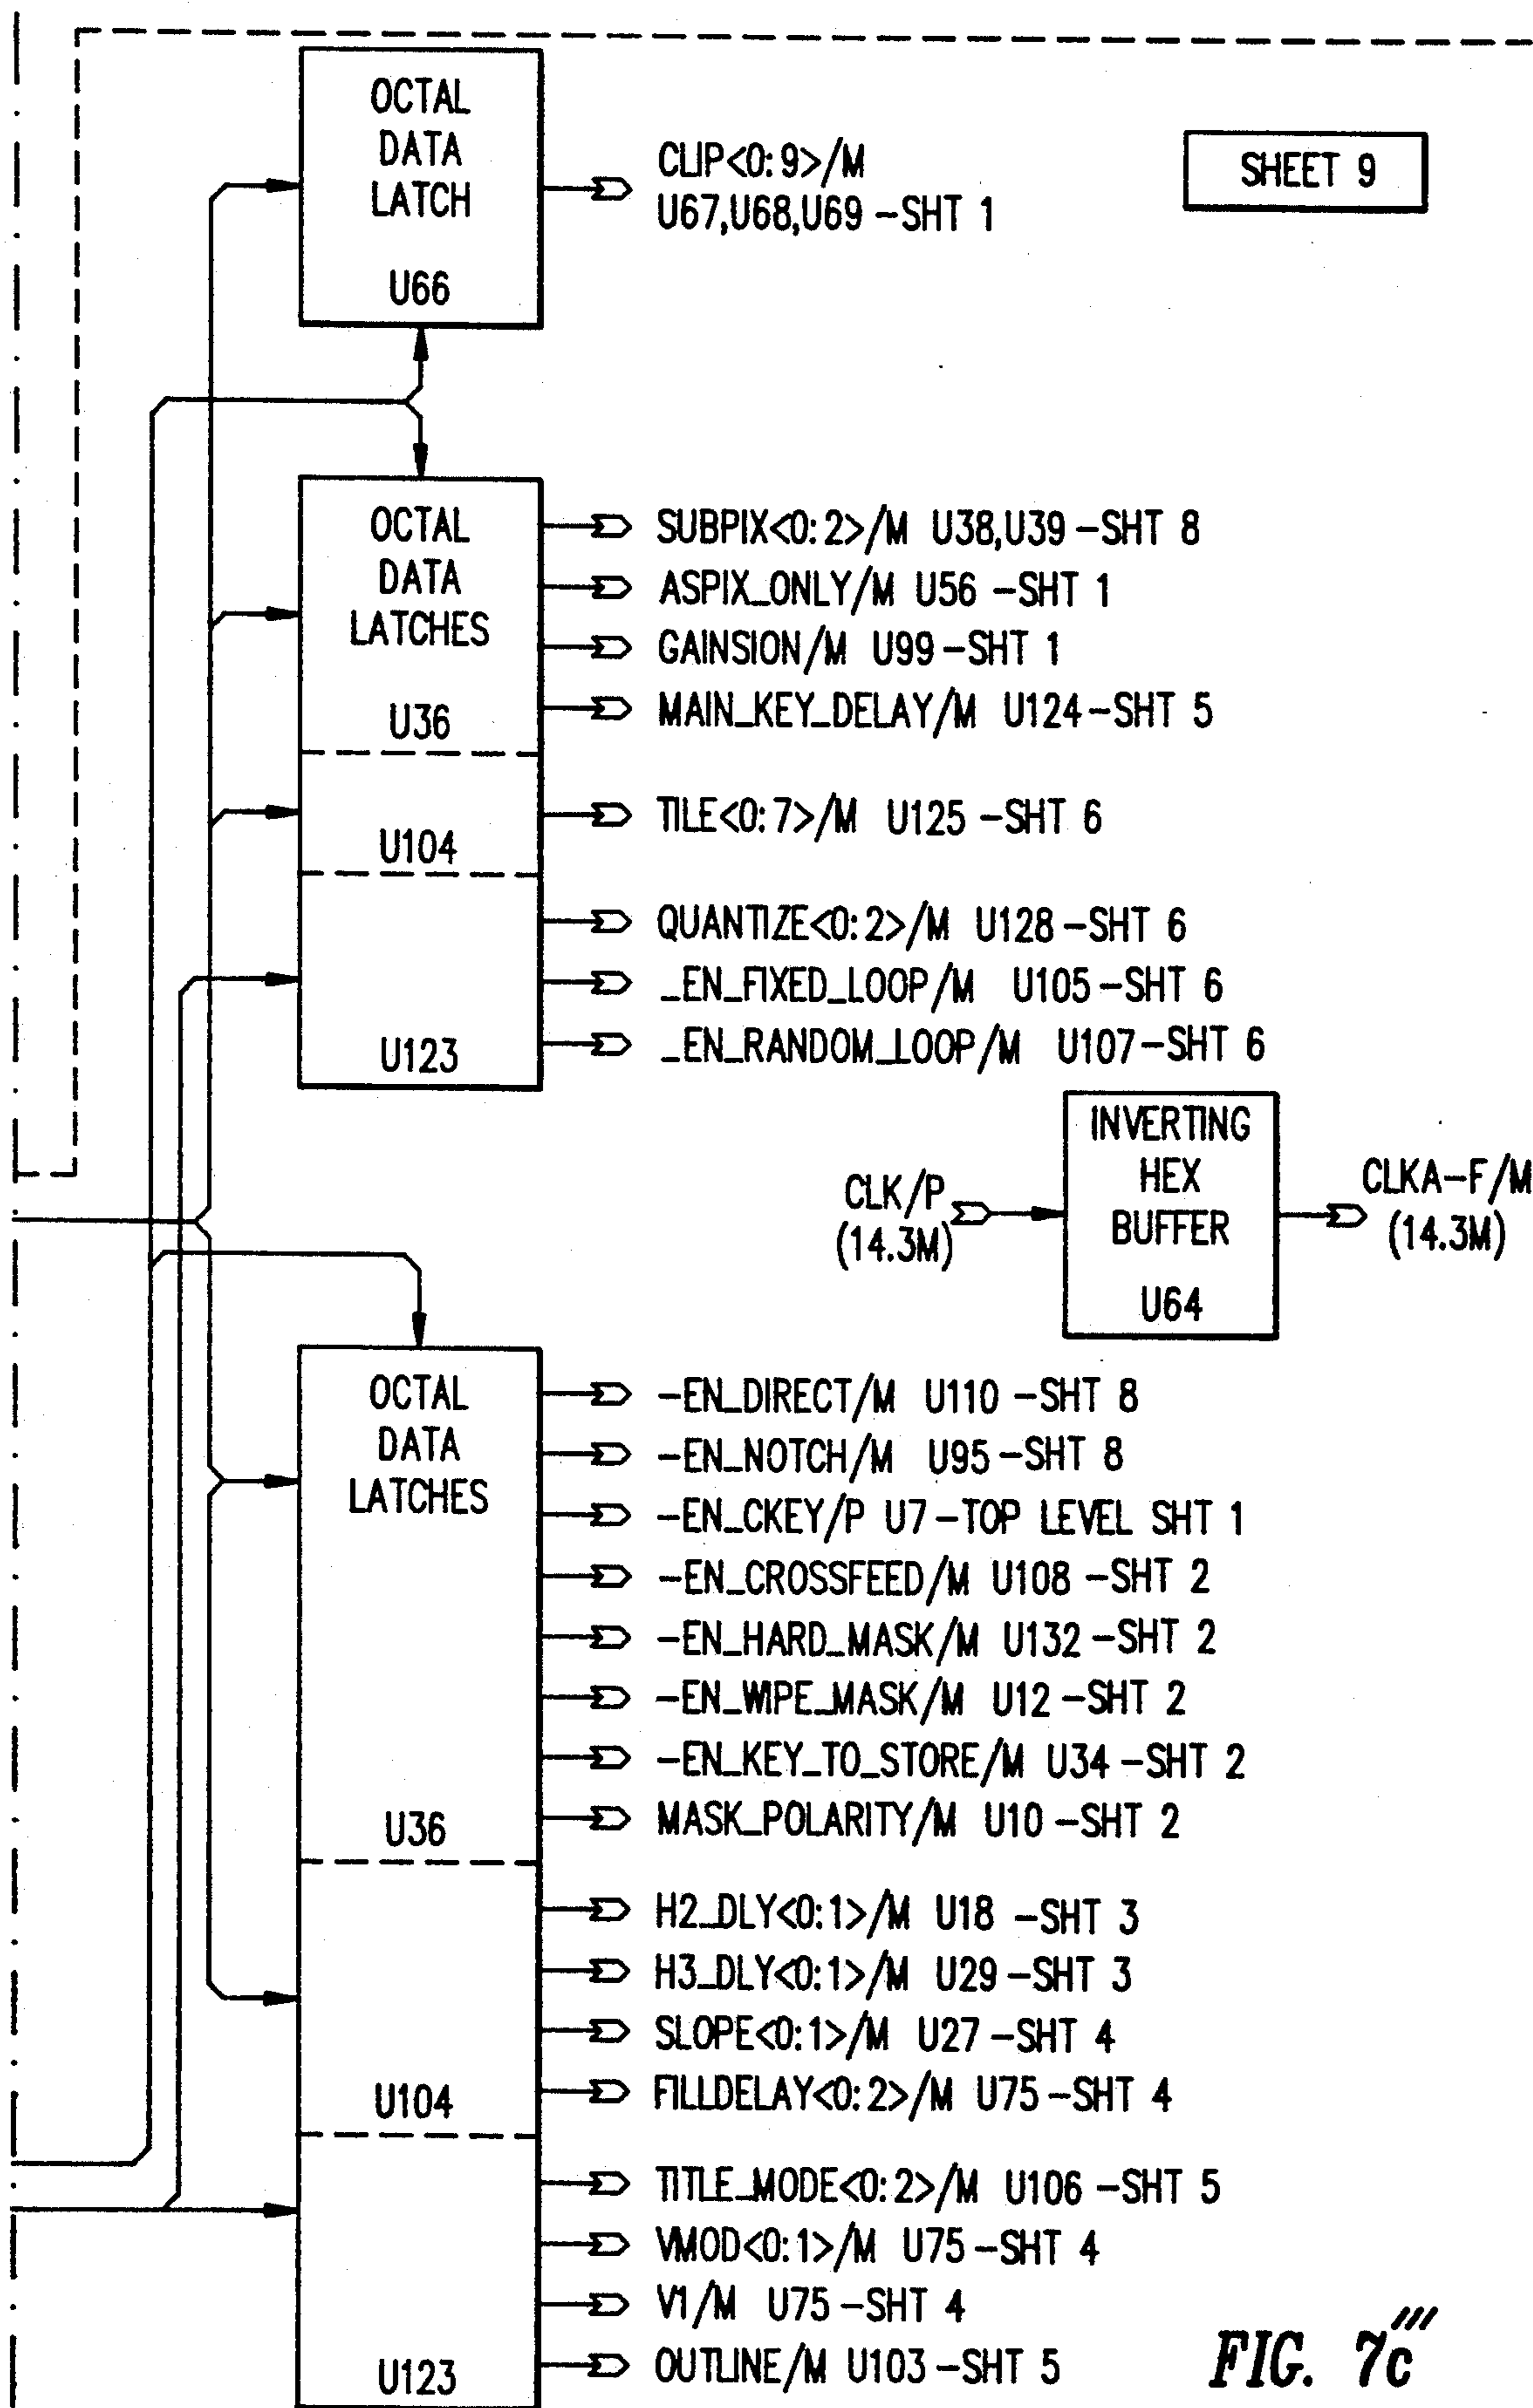 OCTAL
DATA
LATCH
U66
CLIP<0:9>/M
U67,U68,U69-SHT 1
SHEET 9
OCTAL
DATA
LATCHES
U36
SUBPIX<0:2>/M U38,U39-SHT 8
ASPIX_ONLY/M U56-SHT 1
GAINSION/M U99-SHT 1
MAIN_KEY_DELAY/M U124-SHT 5
U104
TILE<0:7>/M U125-SHT 6
U123
QUANTIZE<0:2>/M U128-SHT 6
_EN_FIXED_LOOP/M U105-SHT 6
_EN_RANDOM_LOOP/M U107-SHT 6
CLK/P
(14.3M)
INVERTING
HEX
BUFFER
U64
CLKA-F/M
(14.3M)
OCTAL
DATA
LATCHES
U36
-EN_DIRECT/M U110-SHT 8
-EN_NOTCH/M U95-SHT 8
-EN_CKEY/P U7-TOP LEVEL SHT 1
-EN_CROSSFEED/M U108-SHT 2
-EN_HARD_MASK/M U132-SHT 2
-EN_WIPE_MASK/M U12-SHT 2
-EN_KEY_TO_STORE/M U34-SHT 2
MASK_POLARITY/M U10-SHT 2
U104
H2_DLY<0:1>/M U18-SHT 3
H3_DLY<0:1>/M U29-SHT 3
SLOPE<0:1>/M U27-SHT 4
FILLDELAY<0:2>/M U75-SHT 4
U123
TITLE_MODE<0:2>/M U106-SHT 5
VMOD<0:1>/M U75-SHT 4
V1/M U75-SHT 4
OUTLINE/M U103-SHT 5
FIG. 7c'''